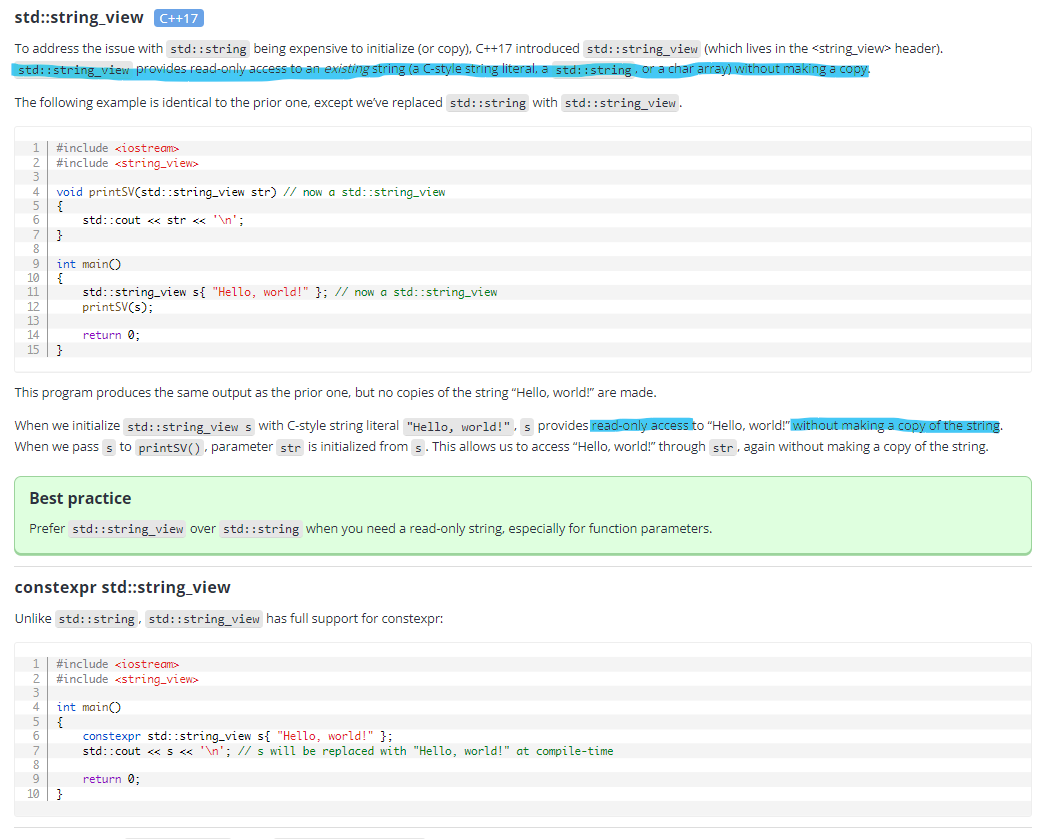 std::string_view C++17
To address the issue with std::string being expensive to initialize (or copy), C++17 introduced std::string_view (which lives in the <string_view> header).
std::string_view provides read-only access to an existing string (a C-style string literal, a std::string, or a char array) without making a copy.
The following example is identical to the prior one, except we’ve replaced std::string with std::string_view.
1 #include <iostream>
2 #include <string_view>
3
4 void printSV(std::string_view str) // now a std::string_view
5 {
6     std::cout << str << '\n';
7 }
8
9 int main()
10 {
11     std::string_view s{ "Hello, world!" }; // now a std::string_view
12     printSV(s);
13
14     return 0;
15 }
This program produces the same output as the prior one, but no copies of the string “Hello, world!” are made.
When we initialize std::string_view s with C-style string literal "Hello, world!", s provides read-only access to “Hello, world!” without making a copy of the string.
When we pass s to printSV(), parameter str is initialized from s. This allows us to access “Hello, world!” through str, again without making a copy of the string.
Best practice
Prefer std::string_view over std::string when you need a read-only string, especially for function parameters.
constexpr std::string_view
Unlike std::string, std::string_view has full support for constexpr:
1 #include <iostream>
2 #include <string_view>
3
4 int main()
5 {
6     constexpr std::string_view s{ "Hello, world!" };
7     std::cout << s << '\n'; // s will be replaced with "Hello, world!" at compile-time
8
9     return 0;
10 }